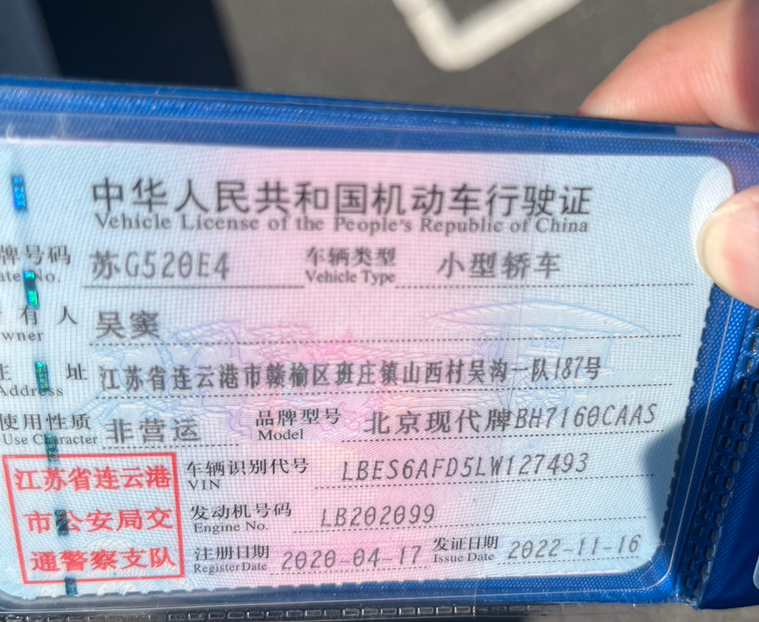 中华人民共和国机动车行驶证
Vehicle License of the People's Republic of China
牌号码 苏G520E4 车辆类型 小型轿车
ate No. Vehicle Type
有人 吴窦
wner
址 江苏省连云港市赣榆区班庄镇山西村吴沟一队187号
Address
使用性质 非营运 品牌型号 北京现代牌BH7160CAAS
Use Character Model
江苏省连云港 车辆识别代号 LBES6AFD5LW127493
VIN
市公安局交 发动机号码 LB202099
Engine No.
通警察支队 注册日期 2020-04-17 发证日期 2022-11-16
Register Date Issue Date